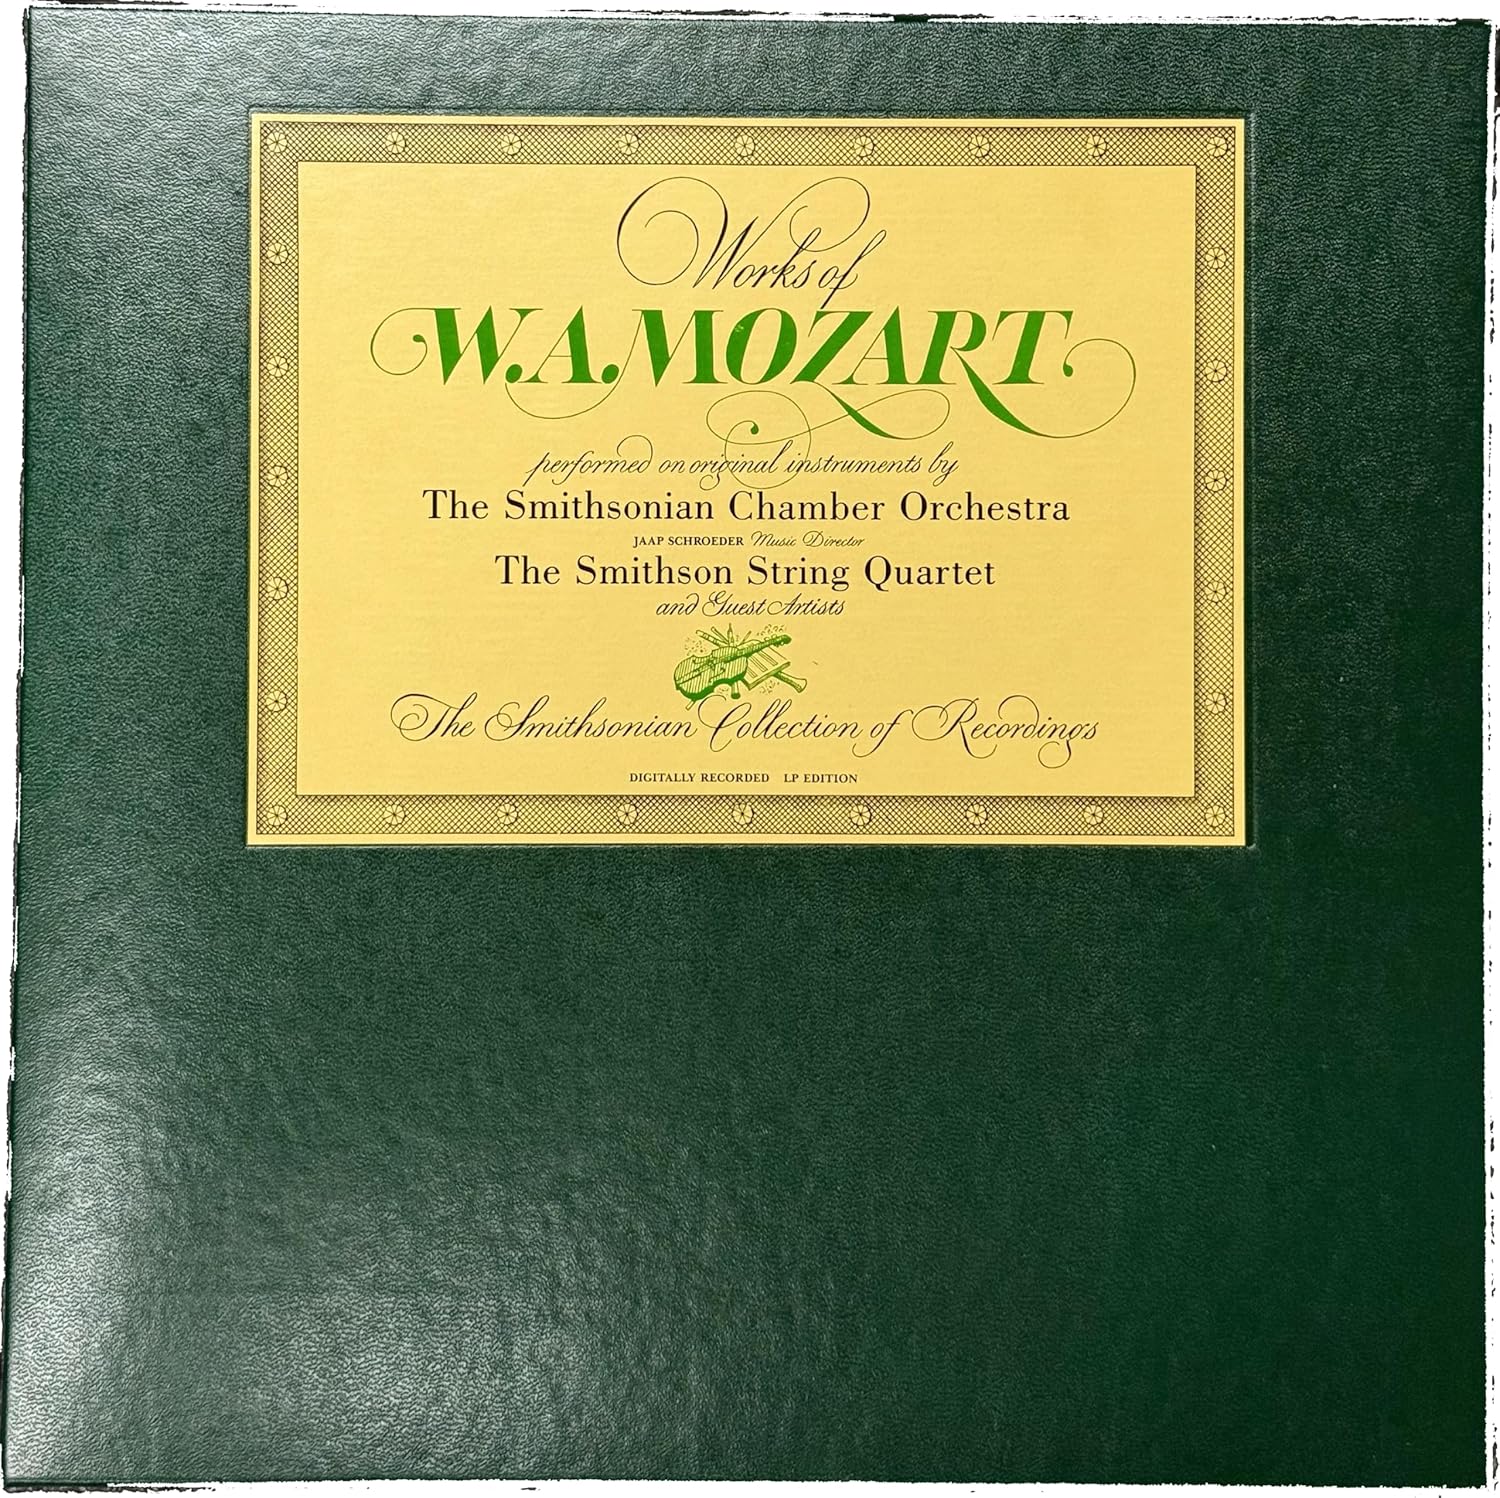 Works of
W.A.MOZART
performed on original instruments by
The Smithsonian Chamber Orchestra
JAAP SCHROEDER Music Director
The Smithson String Quartet
and Guest Artists
The Smithsonian Collection of Recordings
DIGITALLY RECORDED LP EDITION